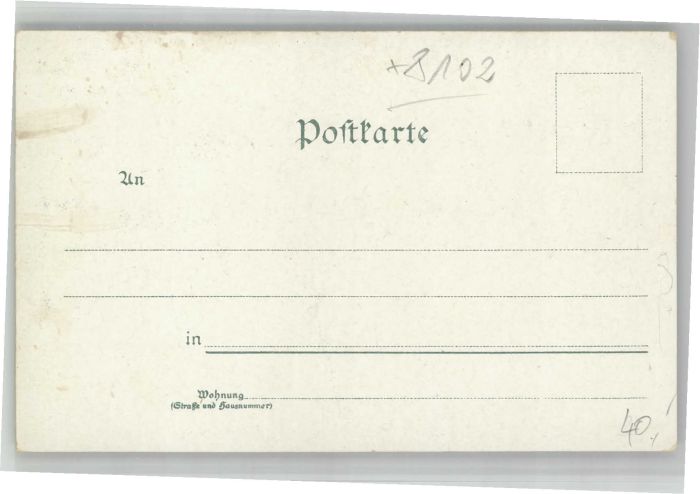 *8102
Postkarte
An
in
Wohnung
(Straße und Hausnummer)
40,-